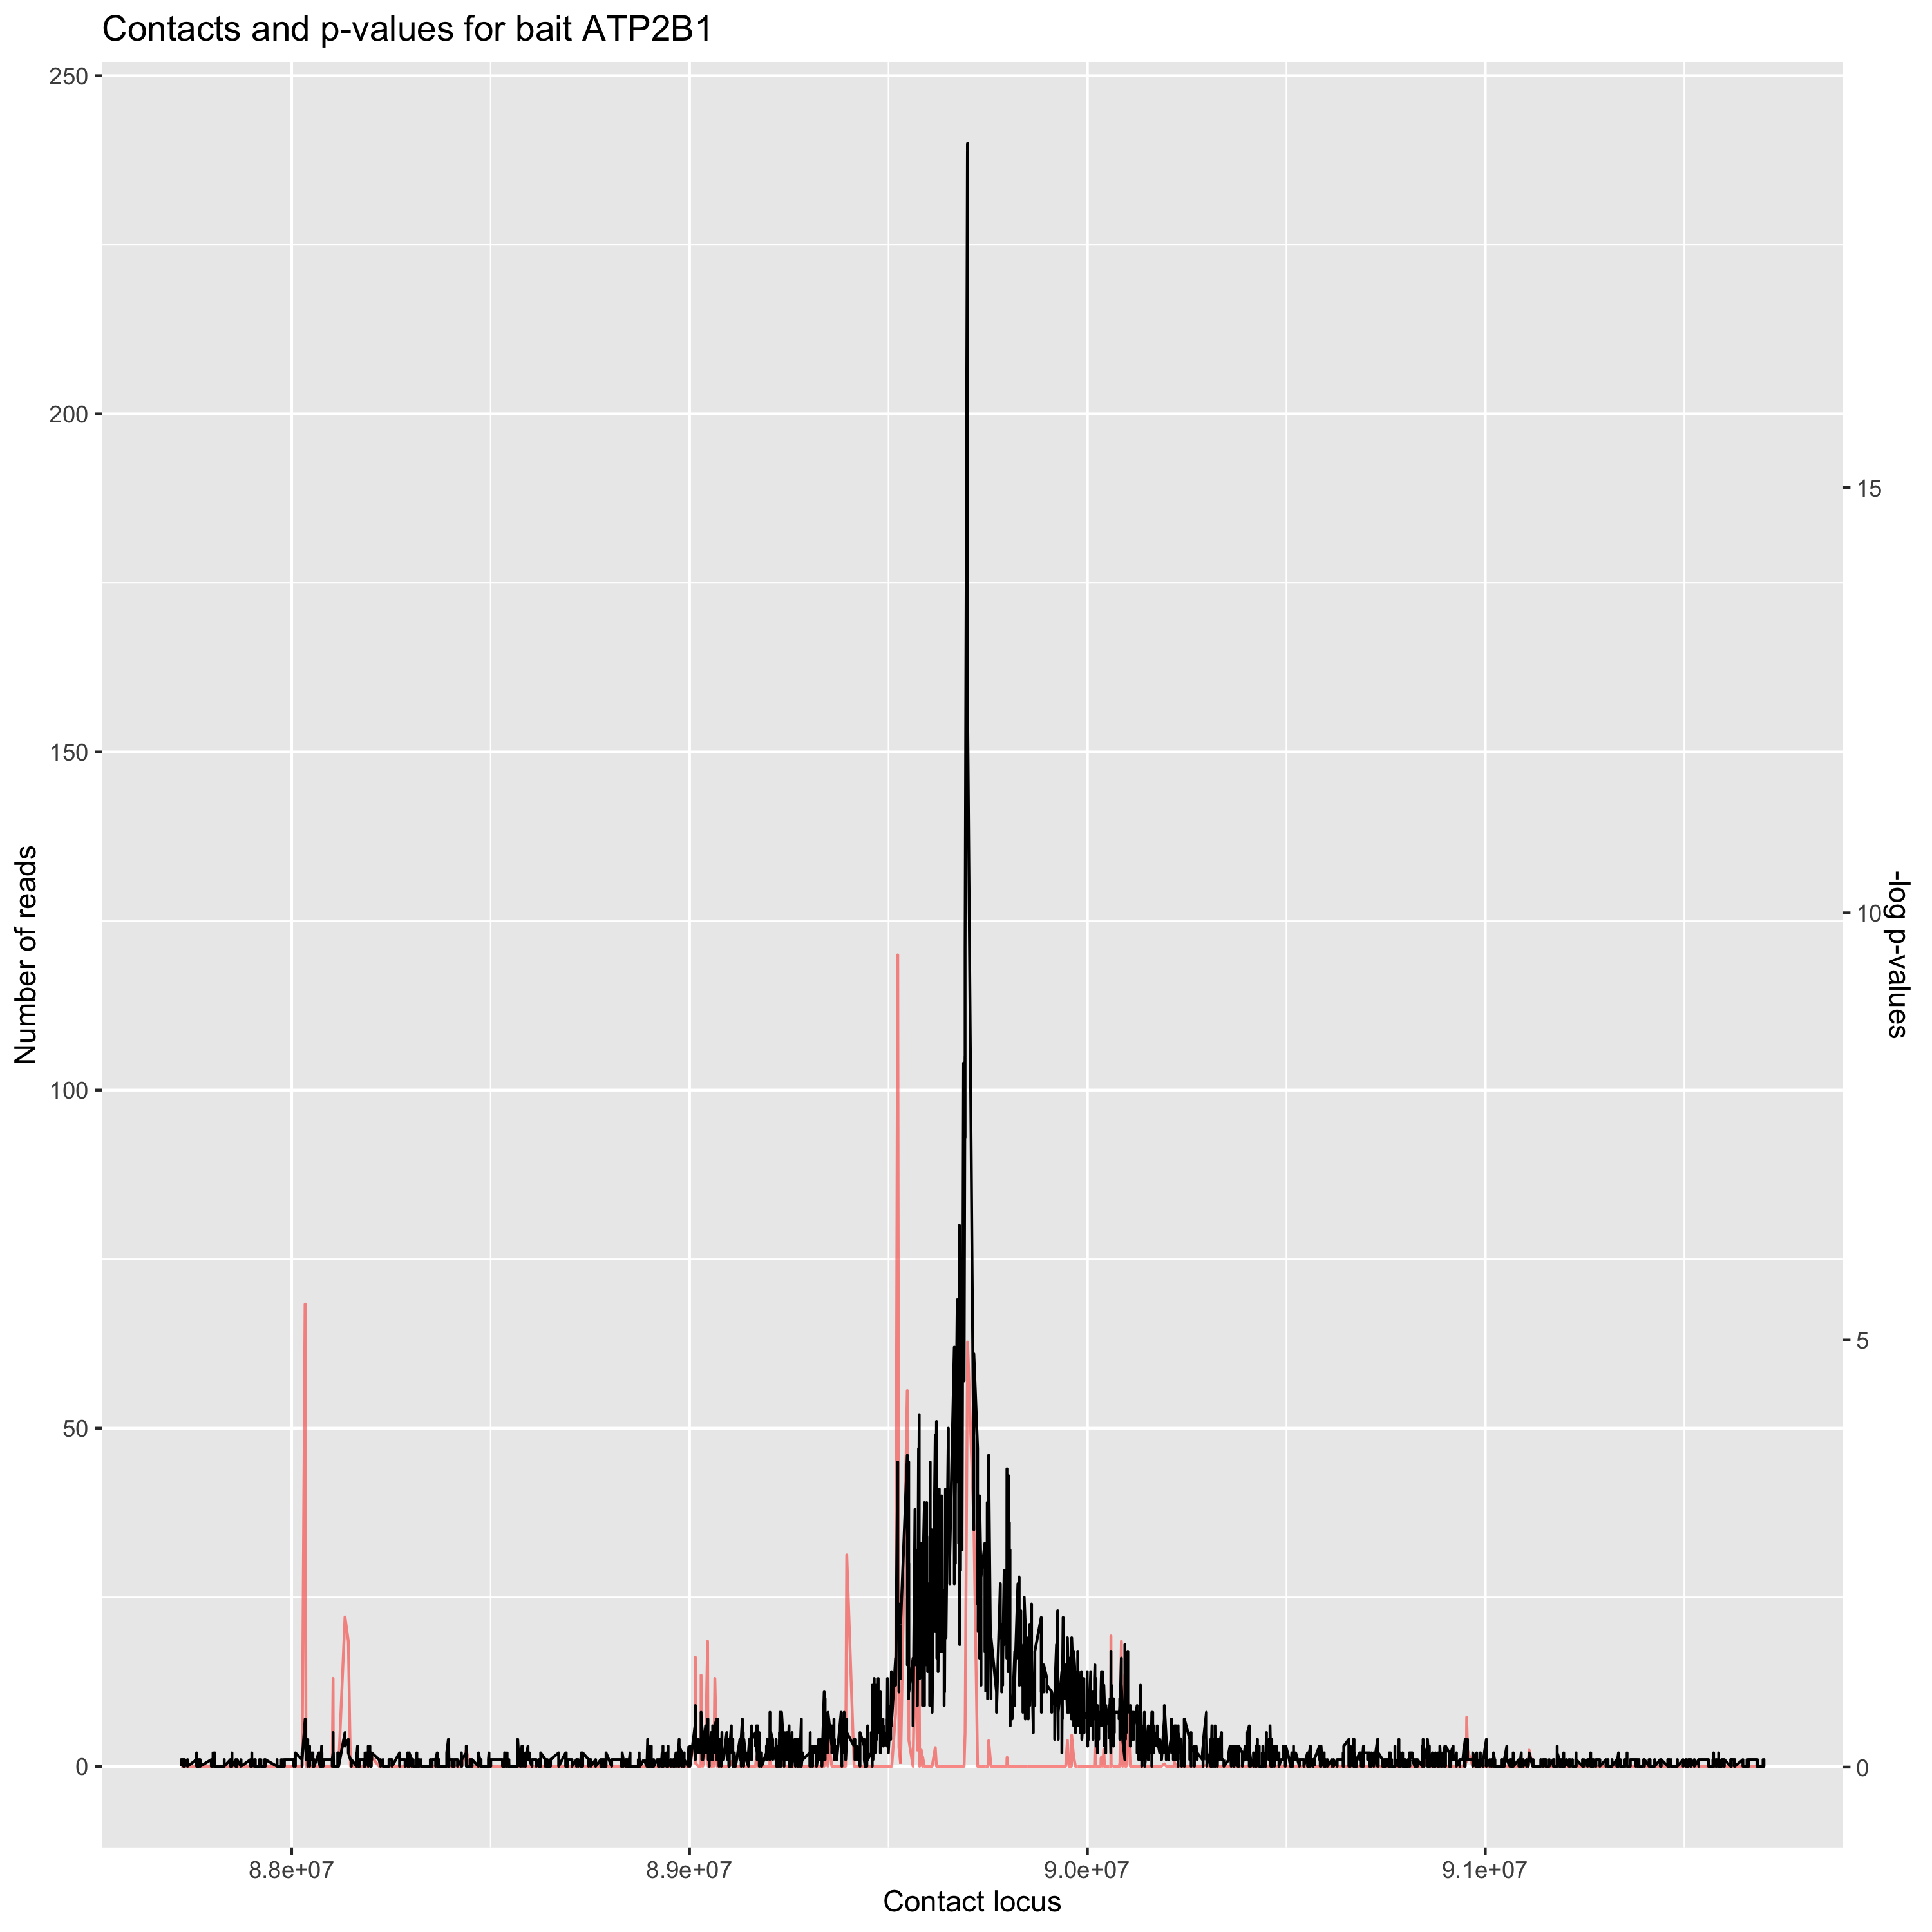 Contacts and p-values for bait ATP2B1
250
200
150
100
50
0
Number of reads
15
10
5
0
-log p-values
8.8e+07
8.9e+07
9.0e+07
9.1e+07
Contact locus